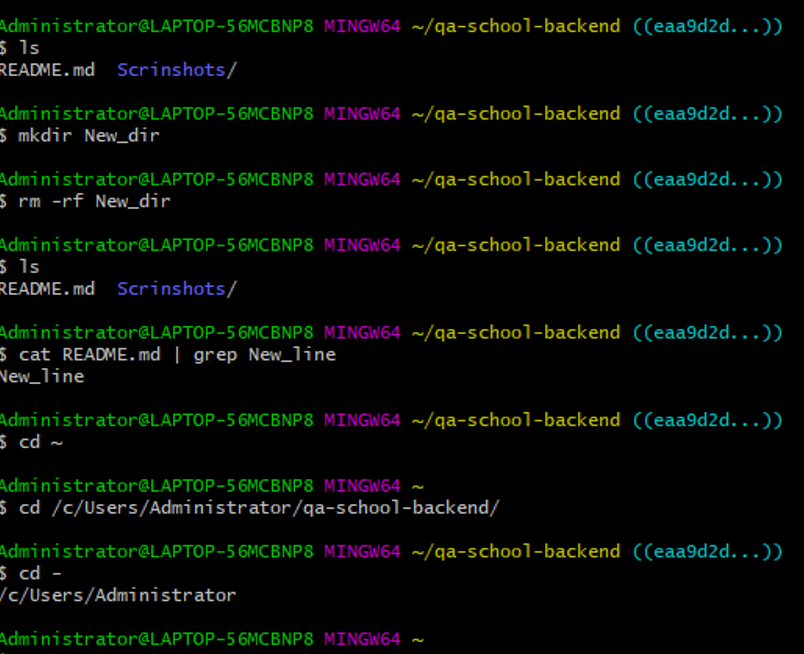 Administrator@LAPTOP-56MCBNP8 MINGW64 ~/qa-school-backend ((eaa9d2d...))
$ ls
README.md  Scrinshots/
Administrator@LAPTOP-56MCBNP8 MINGW64 ~/qa-school-backend ((eaa9d2d...))
$ mkdir New_dir
Administrator@LAPTOP-56MCBNP8 MINGW64 ~/qa-school-backend ((eaa9d2d...))
$ rm -rf New_dir
Administrator@LAPTOP-56MCBNP8 MINGW64 ~/qa-school-backend ((eaa9d2d...))
$ ls
README.md  Scrinshots/
Administrator@LAPTOP-56MCBNP8 MINGW64 ~/qa-school-backend ((eaa9d2d...))
$ cat README.md | grep New_line
New_line
Administrator@LAPTOP-56MCBNP8 MINGW64 ~/qa-school-backend ((eaa9d2d...))
$ cd ~
Administrator@LAPTOP-56MCBNP8 MINGW64 ~
$ cd /c/Users/Administrator/qa-school-backend/
Administrator@LAPTOP-56MCBNP8 MINGW64 ~/qa-school-backend ((eaa9d2d...))
$ cd -
/c/Users/Administrator
Administrator@LAPTOP-56MCBNP8 MINGW64 ~